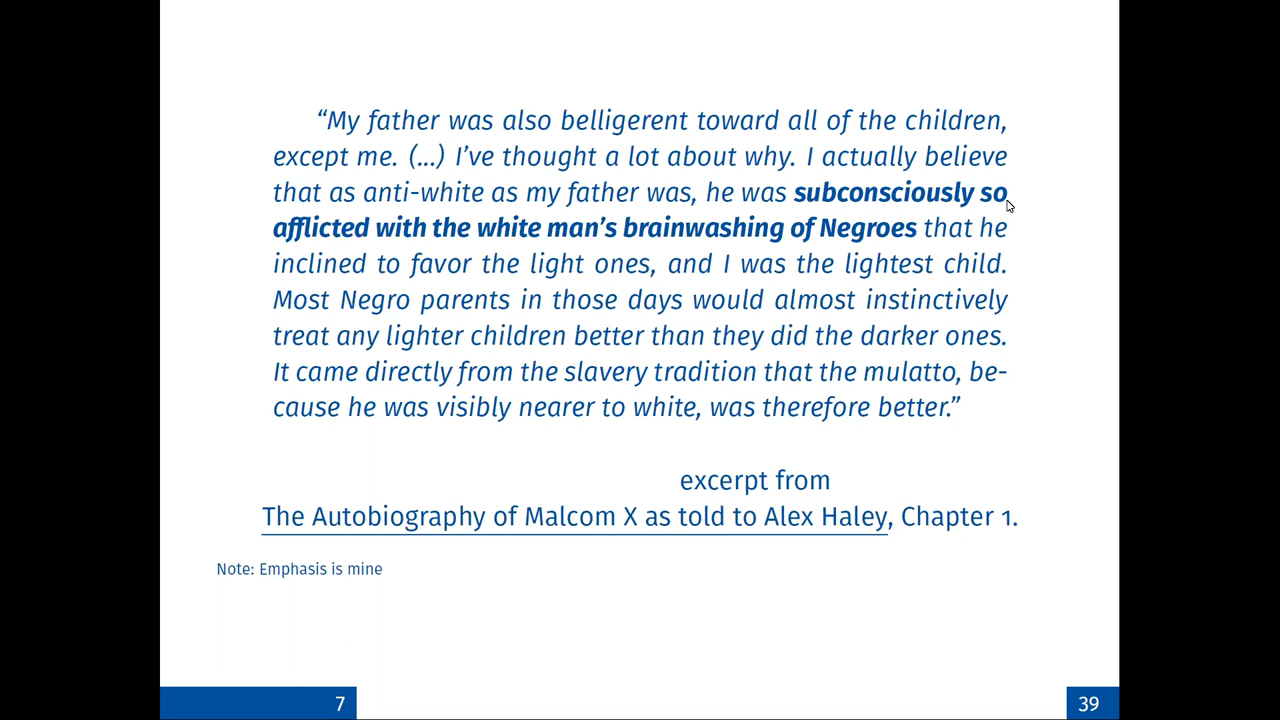 “My father was also belligerent toward all of the children,
except me. (...) I’ve thought a lot about why. I actually believe
that as anti-white as my father was, he was subconsciously so
afflicted with the white man’s brainwashing of Negroes that he
inclined to favor the light ones, and I was the lightest child.
Most Negro parents in those days would almost instinctively
treat any lighter children better than they did the darker ones.
It came directly from the slavery tradition that the mulatto, be-
cause he was visibly nearer to white, was therefore better.”
excerpt from
The Autobiography of Malcom X as told to Alex Haley, Chapter 1.
Note: Emphasis is mine
7
39